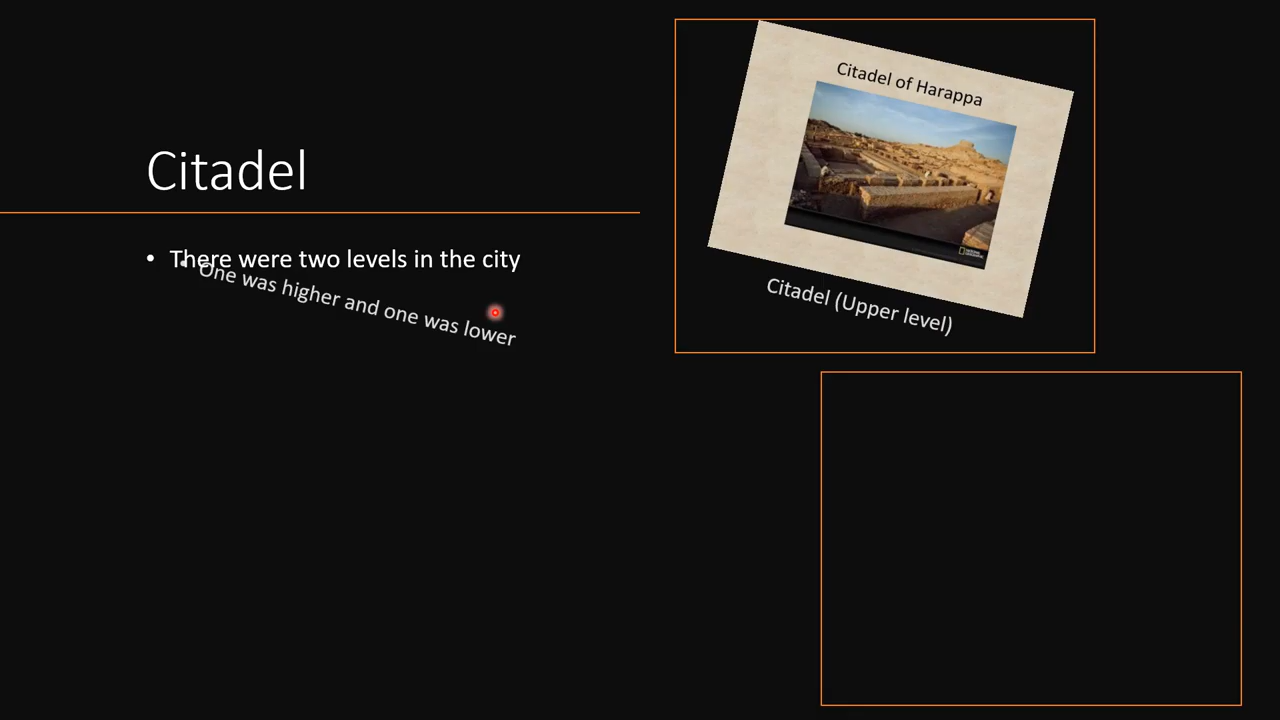 Citadel
• There were two levels in the city
• One was higher and one was lower
Citadel of Harappa
Citadel (Upper level)